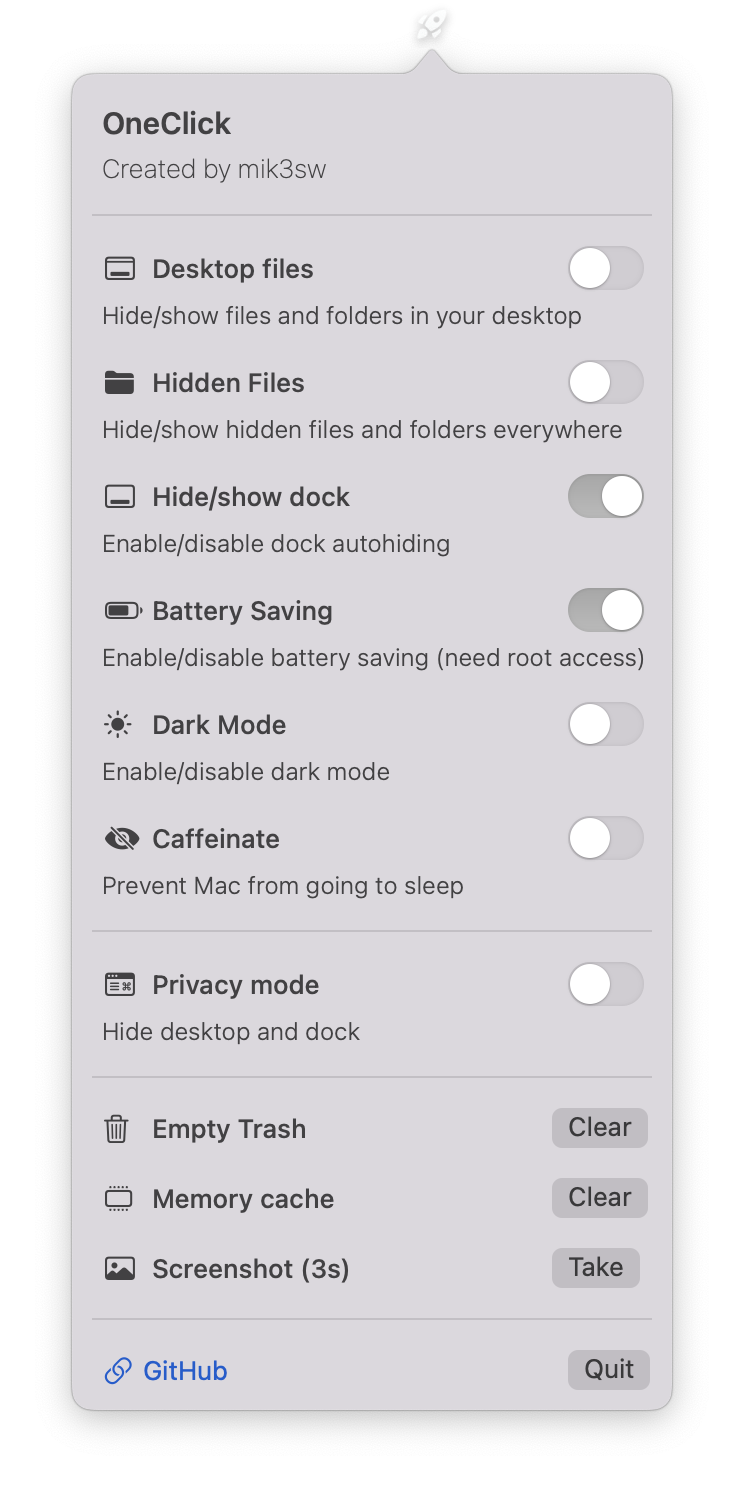 OneClick
Created by mik3sw
Desktop files
Hide/show files and folders in your desktop
Hidden Files
Hide/show hidden files and folders everywhere
Hide/show dock
Enable/disable dock autohiding
Battery Saving
Enable/disable battery saving (need root access)
Dark Mode
Enable/disable dark mode
Caffeinate
Prevent Mac from going to sleep
Privacy mode
Hide desktop and dock
Empty Trash Clear
Memory cache Clear
Screenshot (3s) Take
GitHub Quit